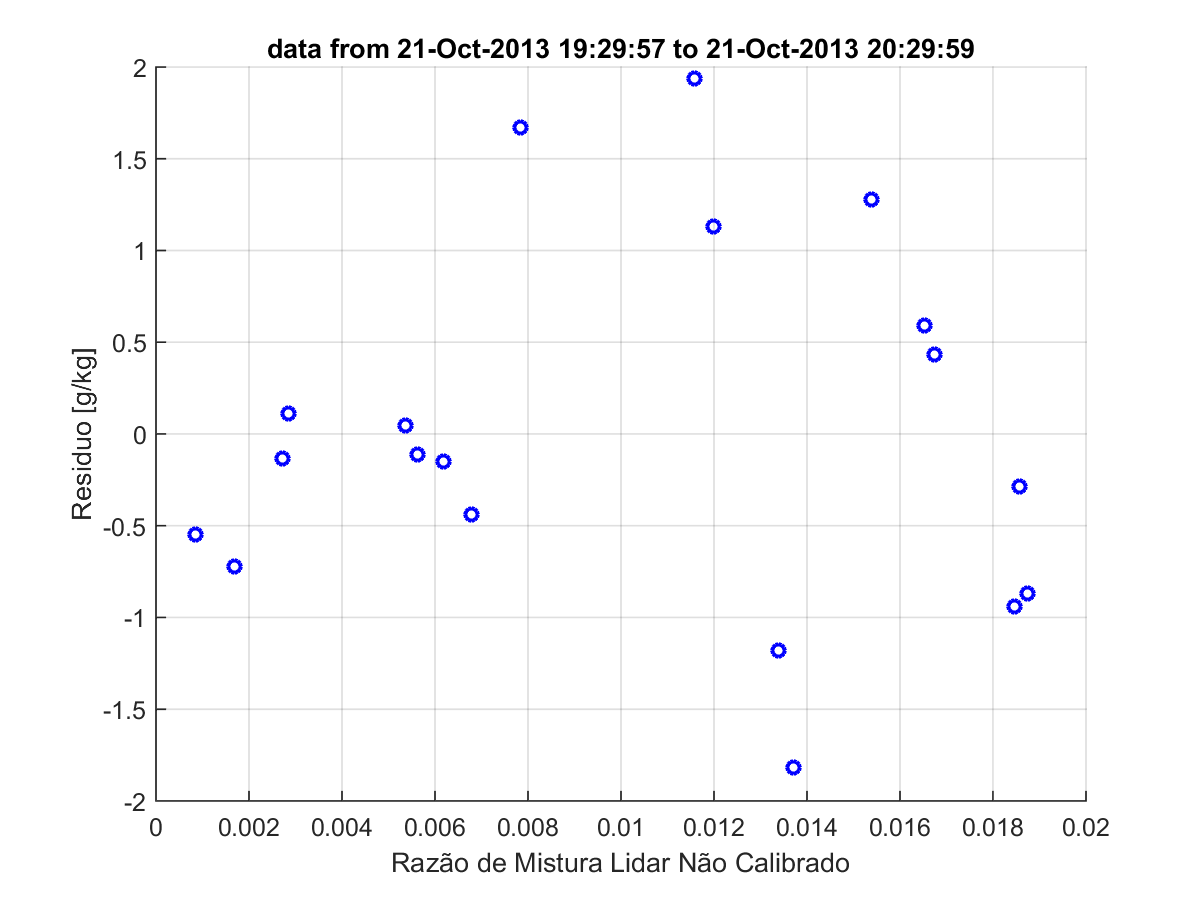 data from 21-Oct-2013 19:29:57 to 21-Oct-2013 20:29:59
2
1.5
1
0.5
0
-0.5
-1
-1.5
-2
Residuo [g/kg]
0 0.002 0.004 0.006 0.008 0.01 0.012 0.014 0.016 0.018 0.02
Razão de Mistura Lidar Não Calibrado